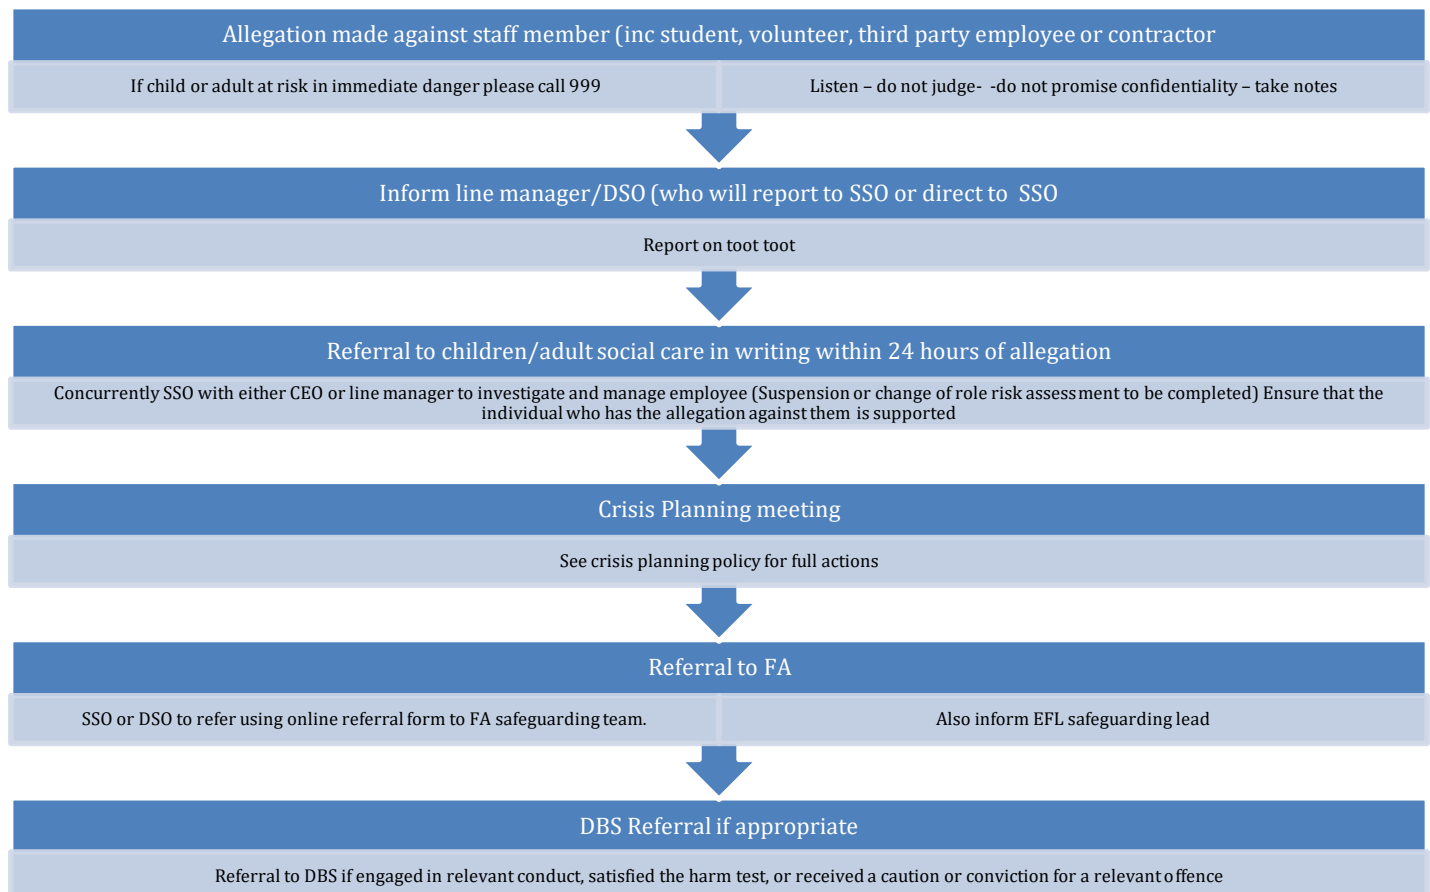 Allegation made against staff member (inc student, volunteer, third party employee or contractor
If child or adult at risk in immediate danger please call 999
Listen – do not judge- -do not promise confidentiality – take notes
Inform line manager/DSO (who will report to SSO or direct to SSO
Report on toot toot
Referral to children/adult social care in writing within 24 hours of allegation
Concurrently SSO with either CEO or line manager to investigate and manage employee (Suspension or change of role risk assessment to be completed) Ensure that the
individual who has the allegation against them is supported
Crisis Planning meeting
See crisis planning policy for full actions
Referral to FA
SSO or DSO to refer using online referral form to FA safeguarding team.
Also inform EFL safeguarding lead
DBS Referral if appropriate
Referral to DBS if engaged in relevant conduct, satisfied the harm test, or received a caution or conviction for a relevant offence